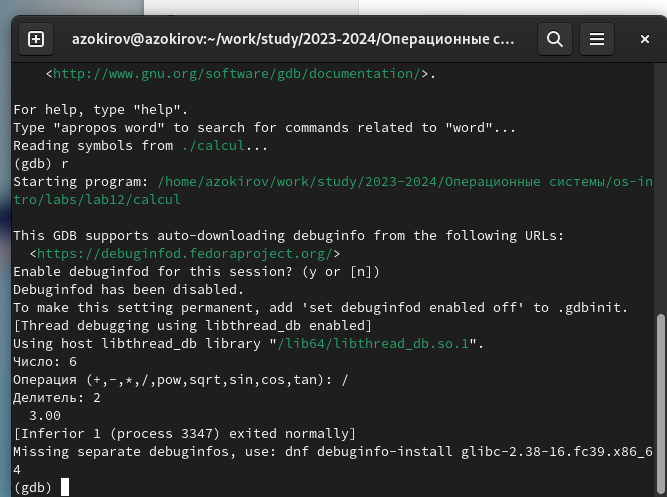 azokirov@azokirov:~/work/study/2023-2024/Операционные с...
<http://www.gnu.org/software/gdb/documentation/>.
For help, type "help".
Type "apropos word" to search for commands related to "word"...
Reading symbols from ./calcul...
(gdb) r
Starting program: /home/azokirov/work/study/2023-2024/Операционные системы/os-in
tro/labs/lab12/calcul
This GDB supports auto-downloading debuginfo from the following URLs:
<https://debuginfod.fedoraproject.org/>
Enable debuginfod for this session? (y or [n])
Debuginfod has been disabled.
To make this setting permanent, add 'set debuginfod enabled off' to .gdbinit.
[Thread debugging using libthread_db enabled]
Using host libthread_db library "/lib64/libthread_db.so.1".
Число: 6
Операция (+,-,*,/,pow,sqrt,sin,cos,tan): /
Делитель: 2
3.00
[Inferior 1 (process 3347) exited normally]
Missing separate debuginfos, use: dnf debuginfo-install glibc-2.38-16.fc39.x86_6
4
(gdb)